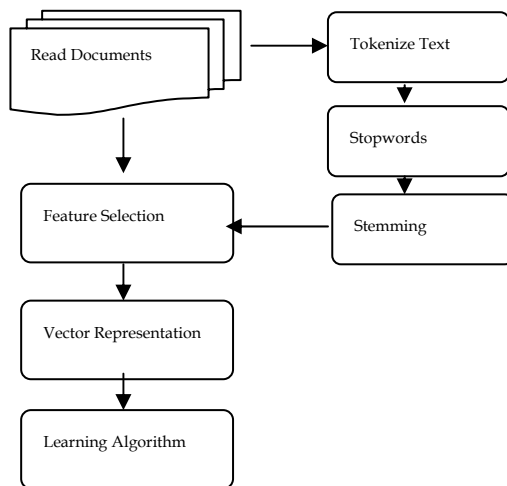 Read Documents
Tokenize Text
Stopwords
Feature Selection
Stemming
Vector Representation
Learning Algorithm